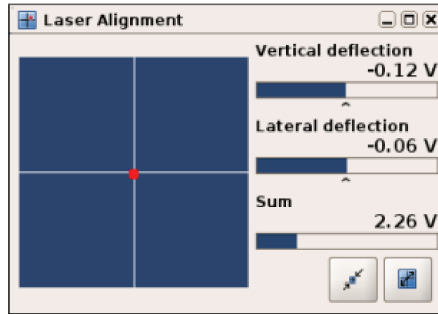 Laser Alignment
Vertical deflection
-0.12 V
Lateral deflection
-0.06 V
Sum
2.26 V